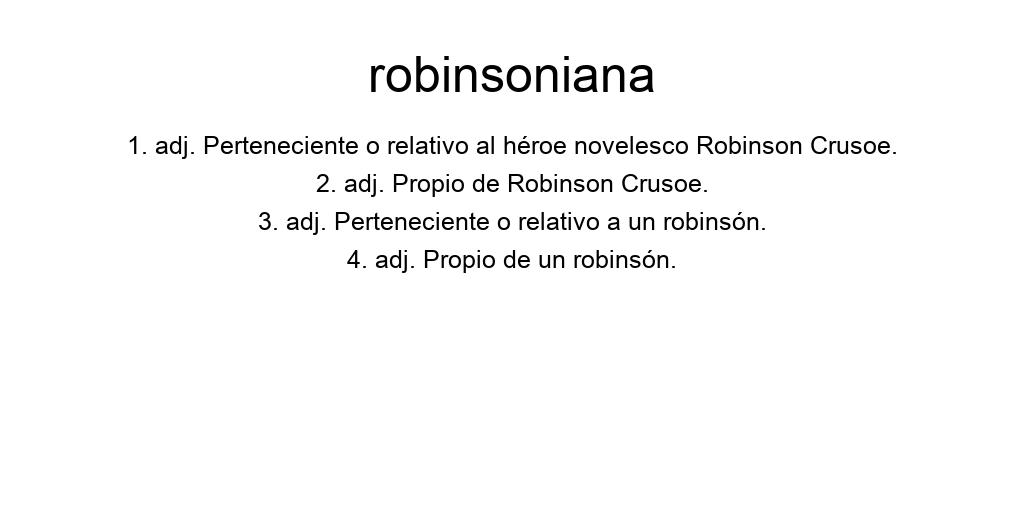 robinsoniana
1. adj. Perteneciente o relativo al héroe novelesco Robinson Crusoe.
2. adj. Propio de Robinson Crusoe.
3. adj. Perteneciente o relativo a un robinsón.
4. adj. Propio de un robinsón.